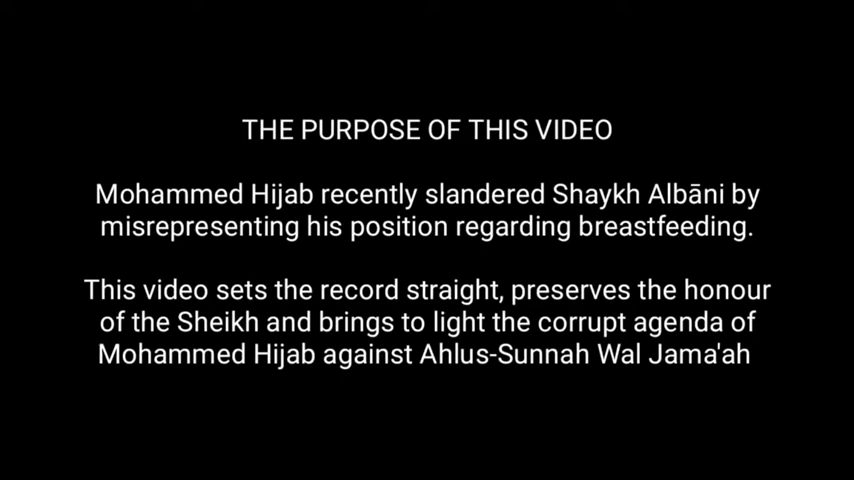 THE PURPOSE OF THIS VIDEO
Mohammed Hijab recently slandered Shaykh Albāni by
misrepresenting his position regarding breastfeeding.
This video sets the record straight, preserves the honour
of the Sheikh and brings to light the corrupt agenda of
Mohammed Hijab against Ahlus-Sunnah Wal Jama'ah